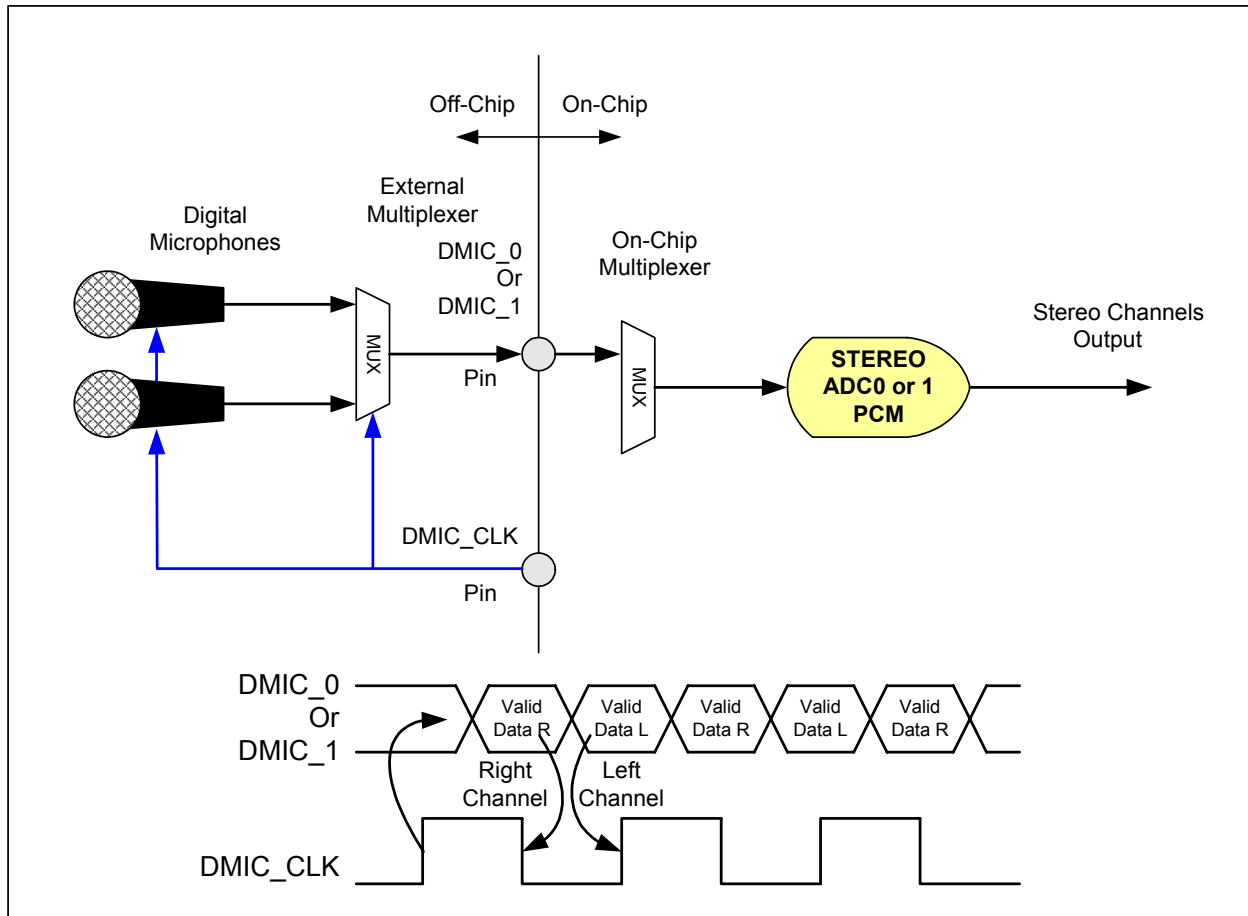 Off-Chip
On-Chip
External
Multiplexer
Digital
Microphones
DMIC_0
Or
DMIC_1
On-Chip
Multiplexer
Stereo Channels
Output
MUX
Pin
MUX
STEREO
ADC0 or 1
PCM
DMIC_CLK
Pin
DMIC_0
Or
DMIC_1
Valid
Data R
Valid
Data L
Valid
Data R
Valid
Data L
Valid
Data R
Right
Channel
Left
Channel
DMIC_CLK